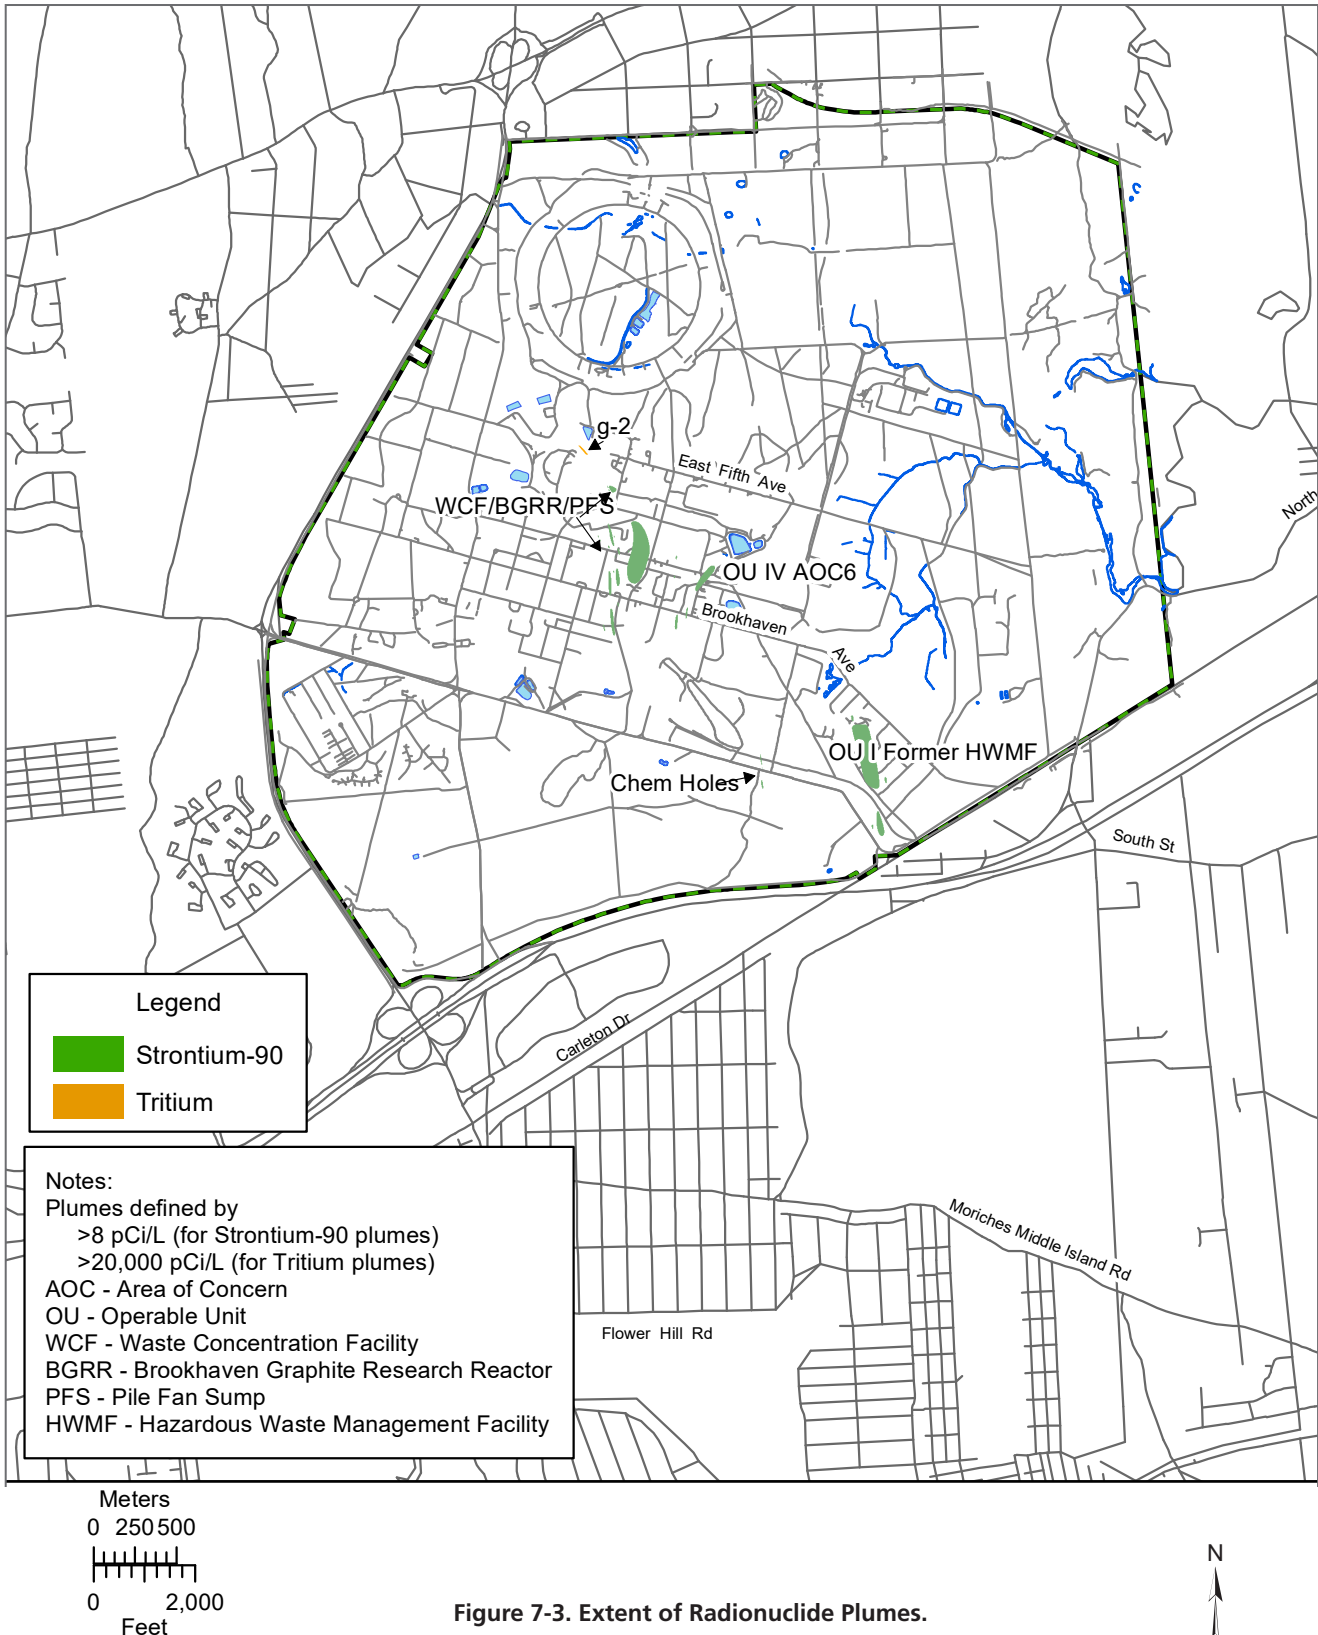 g-2
East Fifth Ave
WCF/BGRR/PFS
North
OU IV AOC6
Brookhaven
Ave
OU I Former HWMF
Chem Holes
South St
Carleton Dr
Legend
Strontium-90
Tritium
Notes:
Plumes defined by
>8 pCi/L (for Strontium-90 plumes)
>20,000 pCi/L (for Tritium plumes)
AOC - Area of Concern
OU - Operable Unit
WCF - Waste Concentration Facility
BGRR - Brookhaven Graphite Research Reactor
PFS - Pile Fan Sump
HWMF - Hazardous Waste Management Facility
Moriches Middle Island Rd
Flower Hill Rd
Meters
0 250 500
0 2,000
Feet
N
Figure 7-3. Extent of Radionuclide Plumes.